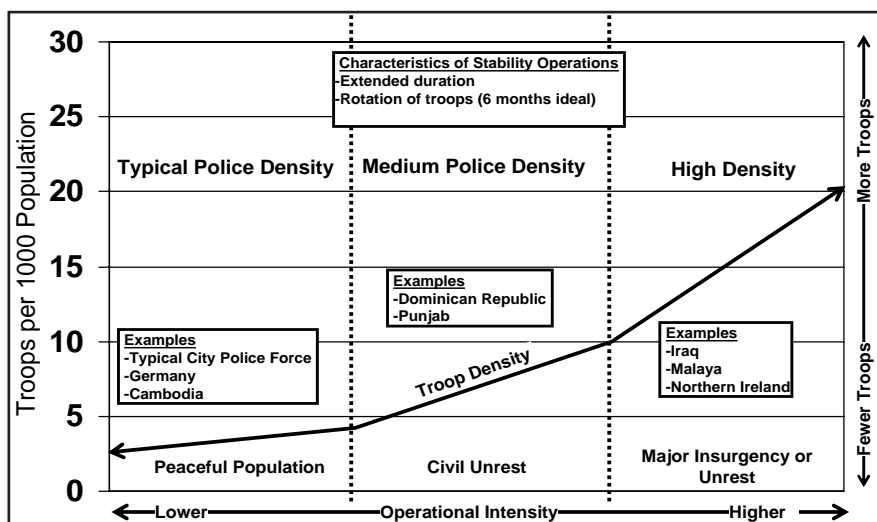 30
25
20
15
10
5
0
Troops per 1000 Population
Characteristics of Stability Operations
-Extended duration
-Rotation of troops (6 months ideal)
Typical Police Density
Medium Police Density
High Density
Examples
-Typical City Police Force
-Germany
-Cambodia
Examples
-Dominican Republic
-Punjab
Examples
-Iraq
-Malaya
-Northern Ireland
Troop Density
Peaceful Population
Civil Unrest
Major Insurgency or
Unrest
Lower
Operational Intensity
Higher
More Troops
Fewer Troops